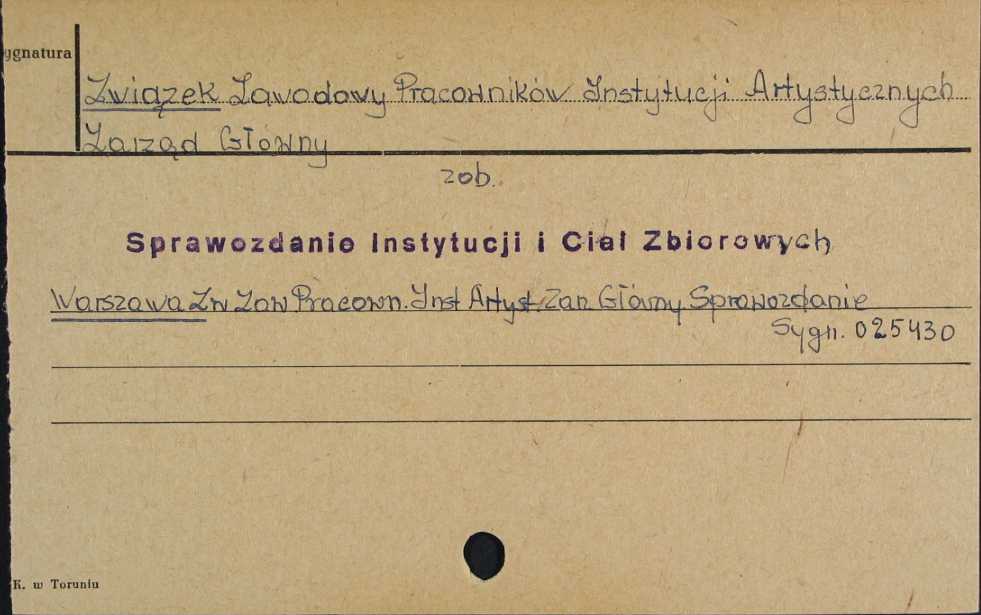 ygnatura
Związek Zawodowy Pracowników Instytucji Artystycznych
Zarząd Główny
zob.
Sprawozdanie Instytucji i Ciał Zbiorowych
Warszawa Zw Zaw Pracown. Inst Artyst. Zarz. Główny Sprawozdanie
Sygn. 025430
K. w Toruniu